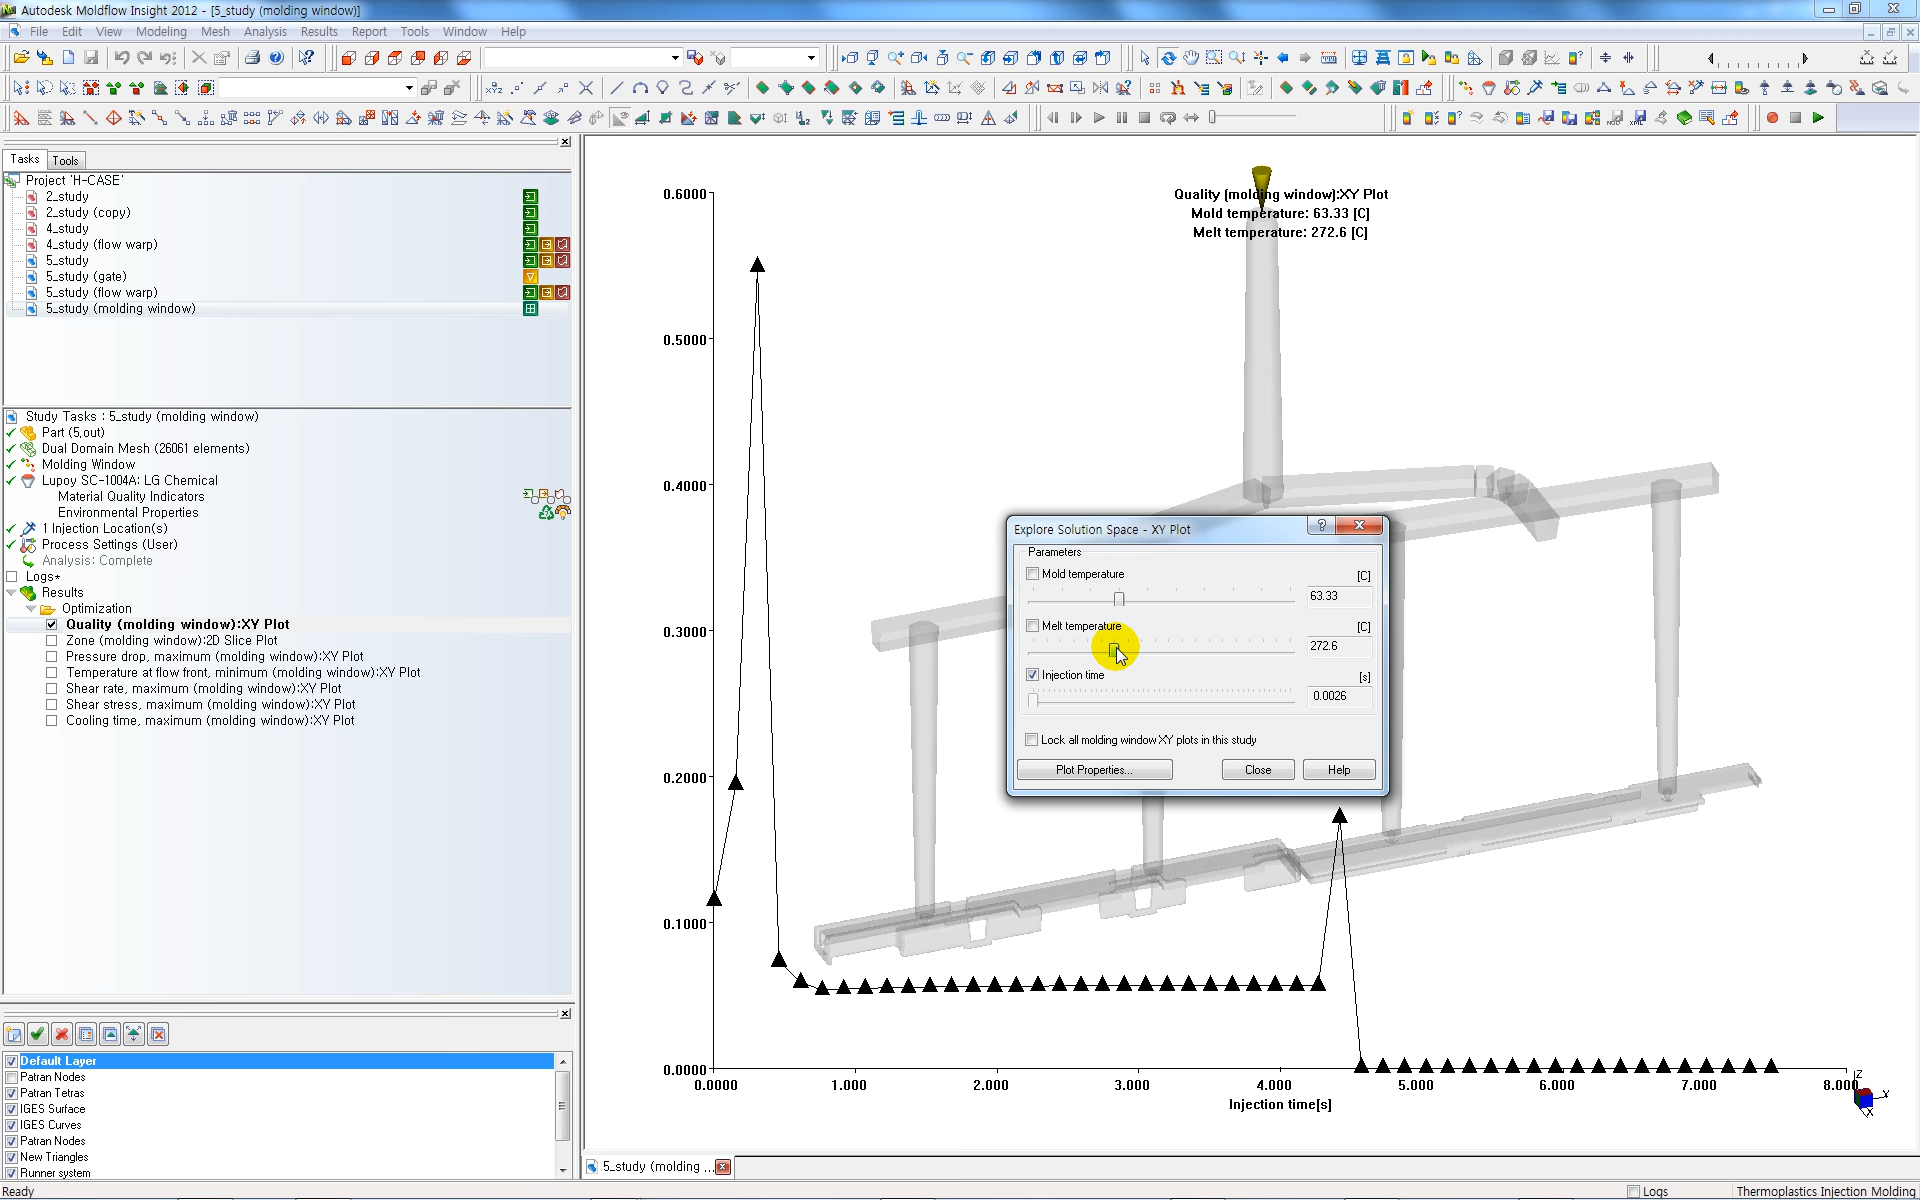 Autodesk Moldflow Insight 2012 - [5_study (molding window)]
File Edit View Modeling Mesh Analysis Results Report Tools Window Help
Tasks Tools
Project 'H-CASE'
2_study
2_study (copy)
4_study
4_study (flow warp)
5_study
5_study (gate)
5_study (flow warp)
5_study (molding window)
Study Tasks : 5_study (molding window)
Part (5.out)
Dual Domain Mesh (26061 elements)
Molding Window
Lupoy SC-1004A: LG Chemical
Material Quality Indicators
Environmental Properties
1 Injection Location(s)
Process Settings (User)
Analysis: Complete
Logs*
Results
Optimization
Quality (molding window):XY Plot
Zone (molding window):2D Slice Plot
Pressure drop, maximum (molding window):XY Plot
Temperature at flow front, minimum (molding window):XY Plot
Shear rate, maximum (molding window):XY Plot
Shear stress, maximum (molding window):XY Plot
Cooling time, maximum (molding window):XY Plot
Default Layer
Patran Nodes
Patran Tetras
IGES Surface
IGES Curves
Patran Nodes
New Triangles
Runner system
Quality (molding window):XY Plot
Mold temperature: 63.33 [C]
Melt temperature: 272.6 [C]
0.6000
0.5000
0.4000
0.3000
0.2000
0.1000
0.0000
0.0000 1.000 2.000 3.000 4.000 5.000 6.000 7.000 8.000
Injection time[s]
Z
Y
X
Explore Solution Space - XY Plot
Parameters
Mold temperature [C]
63.33
Melt temperature [C]
272.6
Injection time [s]
0.0026
Lock all molding window XY plots in this study
Plot Properties... Close Help
5_study (molding ...
Ready Logs Thermoplastics Injection Molding